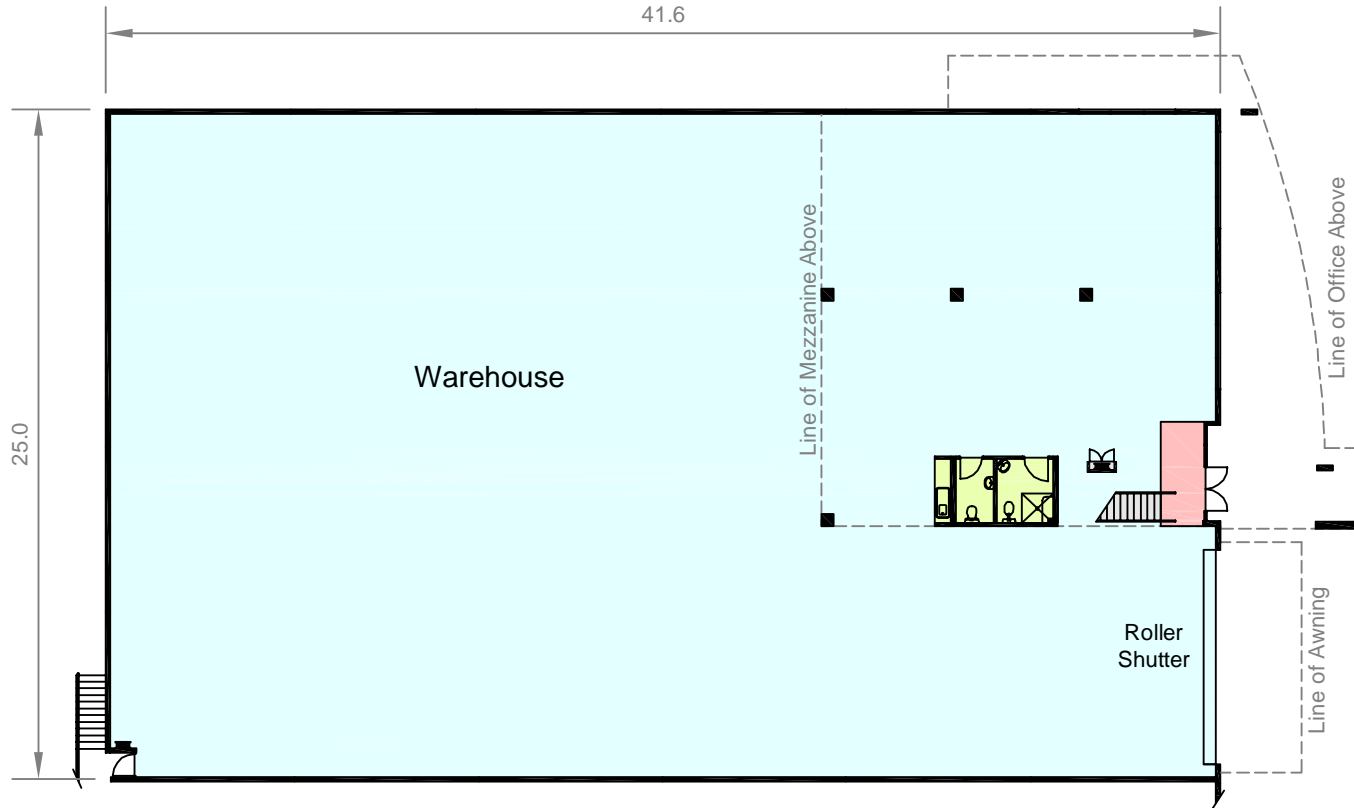 41.6
25.0
Warehouse
Line of Mezzanine Above
Line of Office Above
Roller
Shutter
Line of Awning